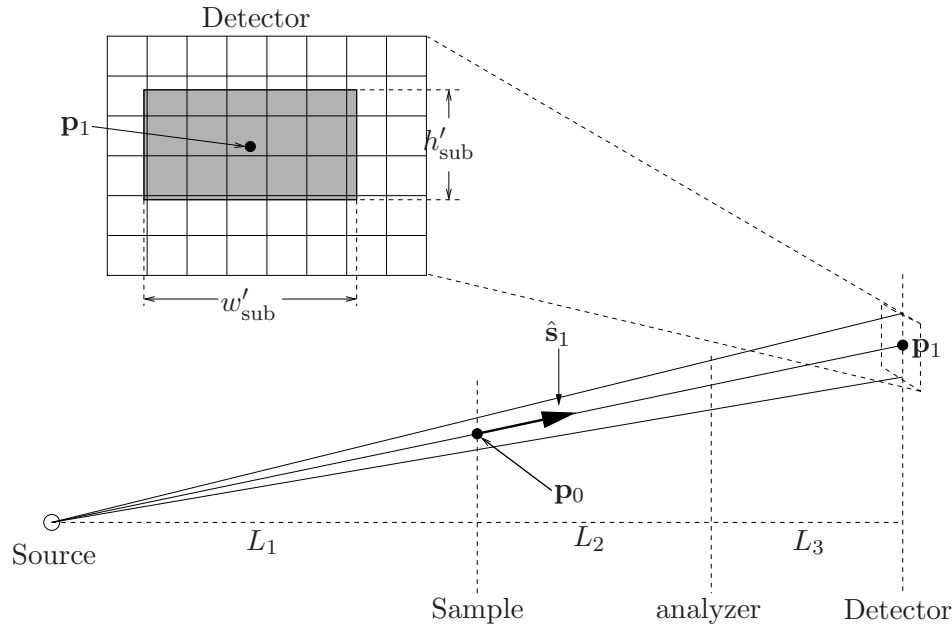 Detector
p₁
h′sub
w′sub
ŝ₁
p₁
p₀
Source
L₁
L₂
L₃
Sample
analyzer
Detector